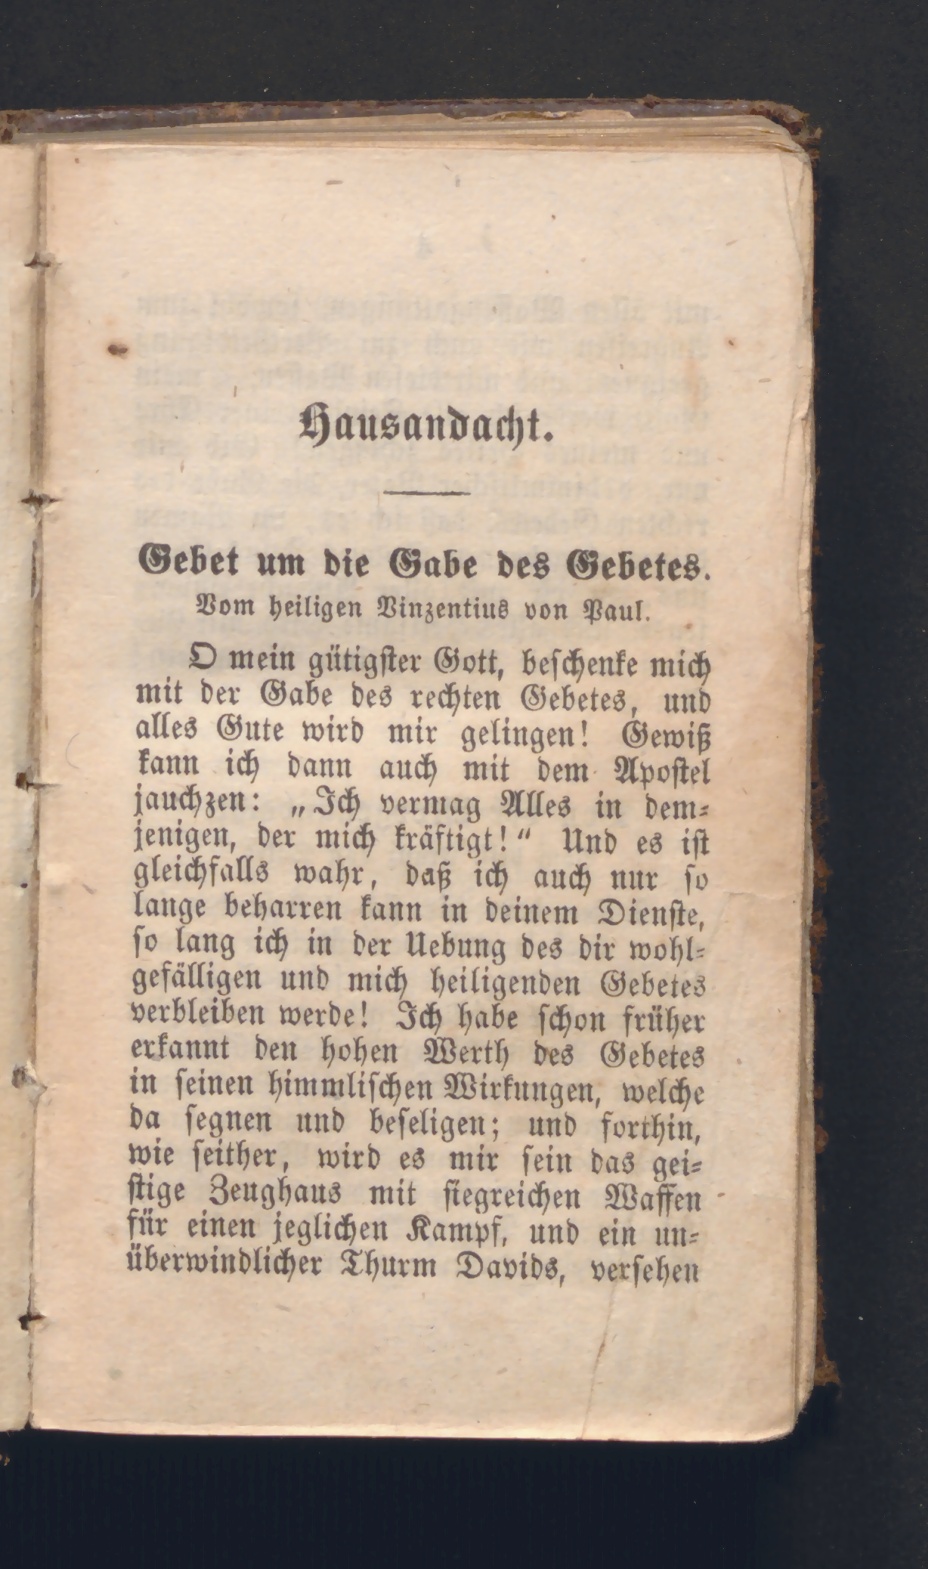 Hausandacht.
Gebet um die Gabe des Gebetes.
Vom heiligen Vinzentius von Paul.
O mein gütigster Gott, beschenke mich
mit der Gabe des rechten Gebetes, und
alles Gute wird mir gelingen! Gewiß
kann ich dann auch mit dem Apostel
jauchzen: „Ich vermag Alles in dem-
jenigen, der mich kräftigt!“ Und es ist
gleichfalls wahr, daß ich auch nur so
lange beharren kann in deinem Dienste,
so lang ich in der Uebung des dir wohl-
gefälligen und mich heiligenden Gebetes
verbleiben werde! Ich habe schon früher
erkannt den hohen Werth des Gebetes
in seinen himmlischen Wirkungen, welche
da segnen und beseligen; und forthin,
wie seither, wird es mir sein das gei-
stige Zeughaus mit siegreichen Waffen
für einen jeglichen Kampf, und ein un-
überwindlicher Thurm Davids, versehen